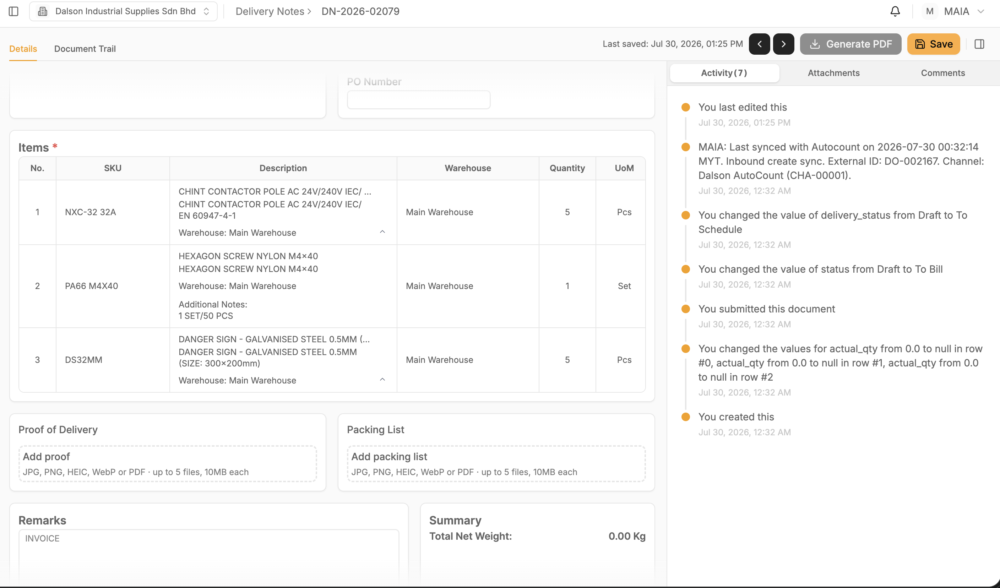 Dalson Industrial Supplies Sdn Bhd
Delivery Notes > DN-2026-02079
M MAIA
Details
Document Trail
Last saved: Jul 30, 2026, 01:25 PM
Generate PDF
Save
PO Number
Items *
No. SKU Description Warehouse Quantity UoM
1
NXC-32 32A
CHINT CONTACTOR POLE AC 24V/240V IEC/ ...
CHINT CONTACTOR POLE AC 24V/240V IEC/
EN 60947-4-1
Warehouse: Main Warehouse
Main Warehouse
5
Pcs
2
PA66 M4X40
HEXAGON SCREW NYLON M4×40
HEXAGON SCREW NYLON M4×40
Warehouse: Main Warehouse
Additional Notes:
1 SET/50 PCS
Main Warehouse
1
Set
3
DS32MM
DANGER SIGN - GALVANISED STEEL 0.5MM (...
DANGER SIGN - GALVANISED STEEL 0.5MM
(SIZE: 300×200mm)
Warehouse: Main Warehouse
Main Warehouse
5
Pcs
Proof of Delivery
Add proof
JPG, PNG, HEIC, WebP or PDF · up to 5 files, 10MB each
Packing List
Add packing list
JPG, PNG, HEIC, WebP or PDF · up to 5 files, 10MB each
Remarks
INVOICE
Summary
Total Net Weight: 0.00 Kg
Activity(7)
Attachments
Comments
You last edited this
Jul 30, 2026, 01:25 PM
MAIA: Last synced with Autocount on 2026-07-30 00:32:14
MYT. Inbound create sync. External ID: DO-002167. Channel:
Dalson AutoCount (CHA-00001).
Jul 30, 2026, 12:32 AM
You changed the value of delivery_status from Draft to To
Schedule
Jul 30, 2026, 12:32 AM
You changed the value of status from Draft to To Bill
Jul 30, 2026, 12:32 AM
You submitted this document
Jul 30, 2026, 12:32 AM
You changed the values for actual_qty from 0.0 to null in row
#0, actual_qty from 0.0 to null in row #1, actual_qty from 0.0
to null in row #2
Jul 30, 2026, 12:32 AM
You created this
Jul 30, 2026, 12:32 AM